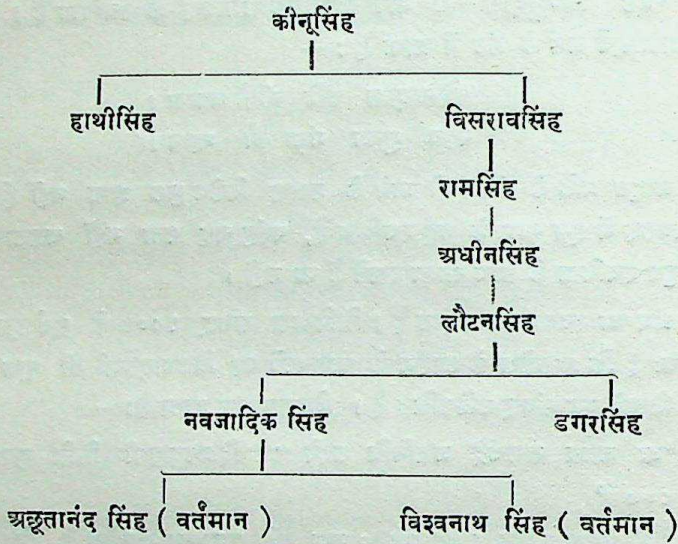 कीनूसिंह
हाथीसिंह विसरावसिंह
रामसिंह
अधीनसिंह
लौटनसिंह
नवजादिक सिंह डगरसिंह
अछूतानंद सिंह ( वर्तमान ) विश्वनाथ सिंह ( वर्तमान )